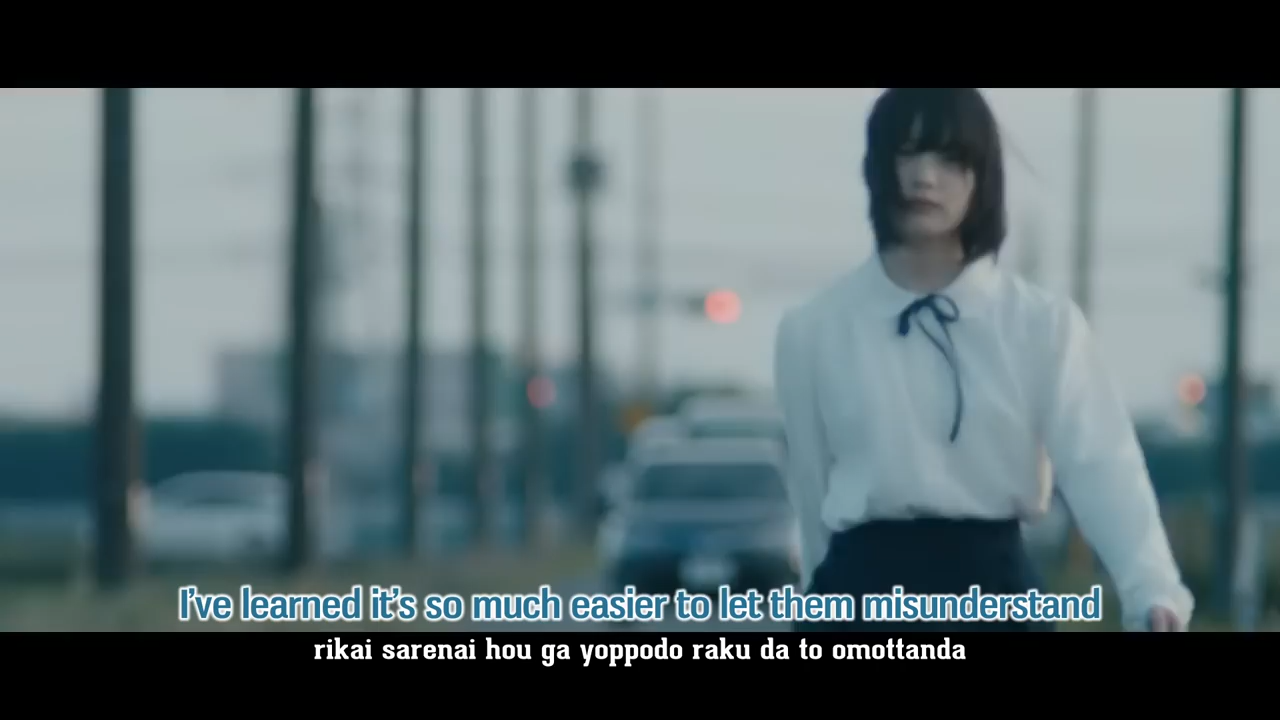 I've learned it's so much easier to let them misunderstand
rikai sarenai hou ga yoppodo raku da to omottanda